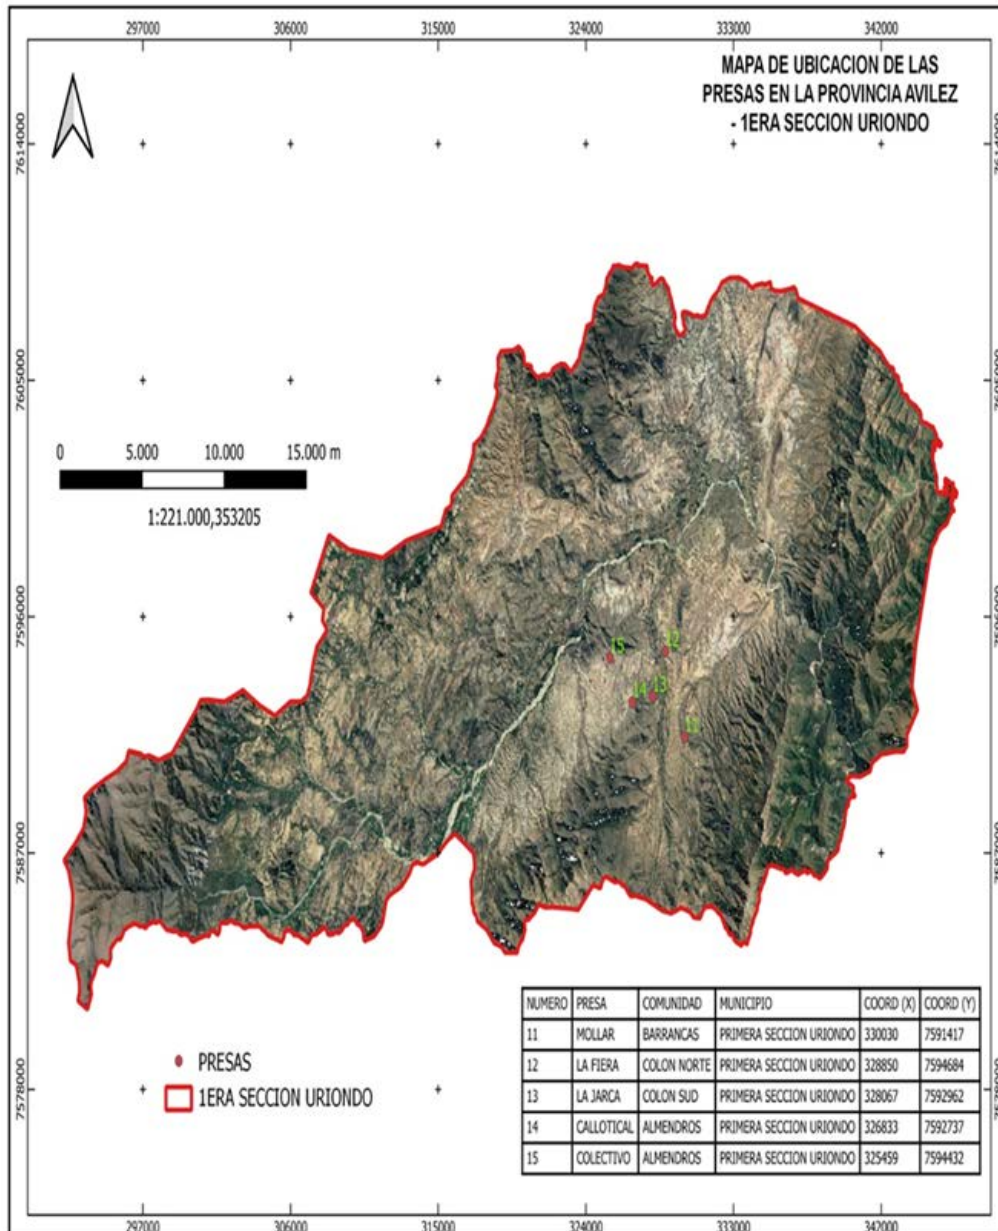 297000 306000 315000 324000 333000 342000
MAPA DE UBICACION DE LAS
PRESAS EN LA PROVINCIA AVILEZ
- 1ERA SECCION URIONDO
7614000 7614000
7605000 7605000
0 5.000 10.000 15.000 m
1:221.000,353205
7596000 7596000
15 12
14 13
11
7587000 7587000
NUMERO PRESA COMUNIDAD MUNICIPIO COORD (X) COORD (Y)
11 MOLLAR BARRANCAS PRIMERA SECCION URIONDO 330030 7591417
12 LA FIERA COLON NORTE PRIMERA SECCION URIONDO 328850 7594684
13 LA JARCA COLON SUD PRIMERA SECCION URIONDO 328067 7592962
14 CALLOTICAL ALMENDROS PRIMERA SECCION URIONDO 326833 7592737
15 COLECTIVO ALMENDROS PRIMERA SECCION URIONDO 325459 7594432
PRESAS
1ERA SECCION URIONDO
7578000 7578000
297000 306000 315000 324000 333000 342000